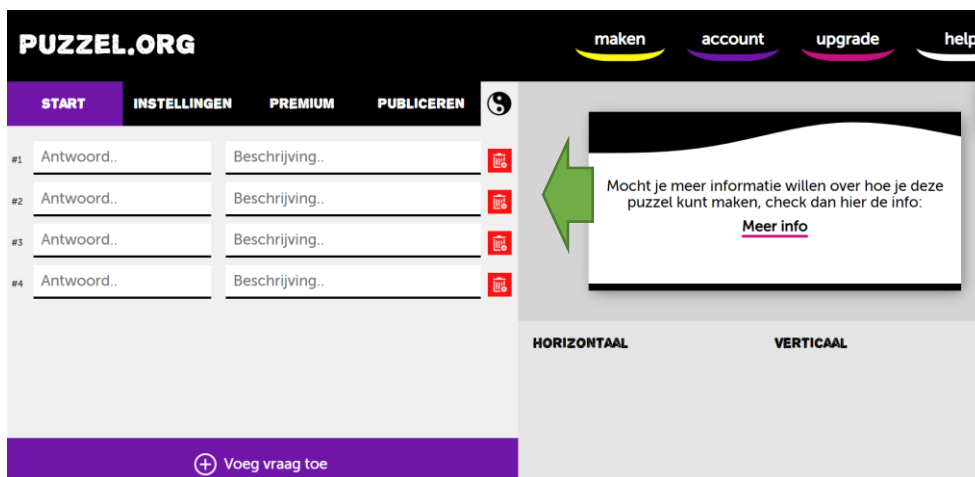 PUZZEL.ORG
maken account upgrade help
START INSTELLINGEN PREMIUM PUBLICEREN
#1 Antwoord.. Beschrijving..
#2 Antwoord.. Beschrijving..
#3 Antwoord.. Beschrijving..
#4 Antwoord.. Beschrijving..
Voeg vraag toe
Mocht je meer informatie willen over hoe je deze
puzzel kunt maken, check dan hier de info:
Meer info
HORIZONTAAL VERTICAAL